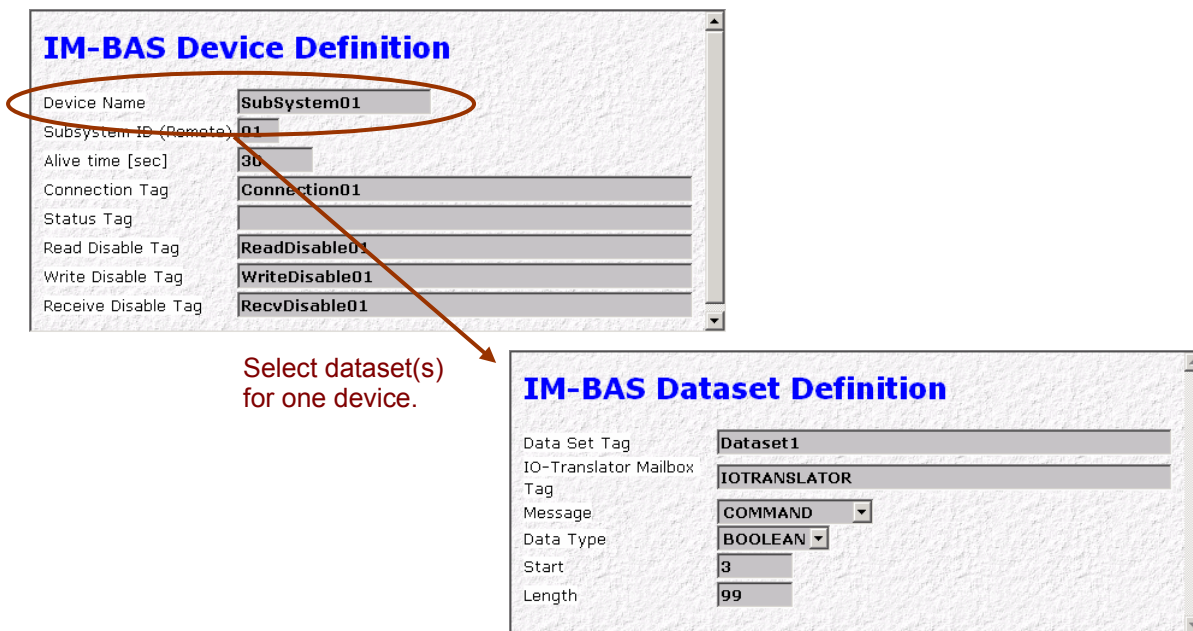 IM-BAS Device Definition
Device Name SubSystem01
Subsystem ID (Remote) 01
Alive time [sec] 30
Connection Tag Connection01
Status Tag
Read Disable Tag ReadDisable01
Write Disable Tag WriteDisable01
Receive Disable Tag RecvDisable01
Select dataset(s)
for one device.
IM-BAS Dataset Definition
Data Set Tag Dataset1
IO-Translator Mailbox
Tag IOTRANSLATOR
Message COMMAND
Data Type BOOLEAN
Start 3
Length 99